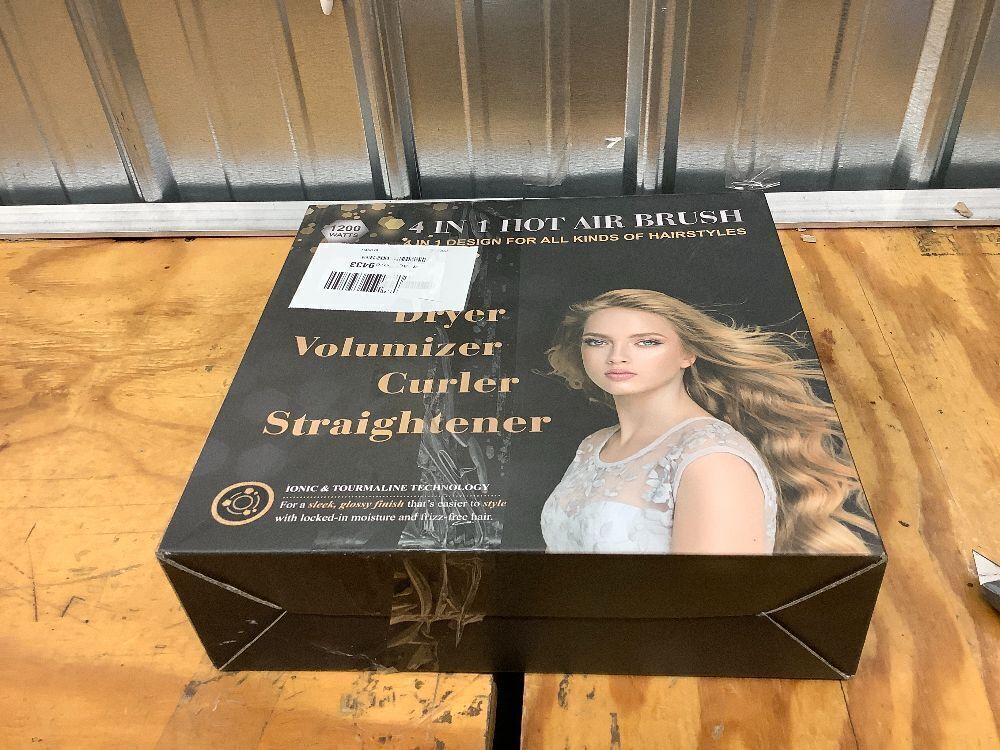 1200
WATTS
4 IN 1 HOT AIR BRUSH
4 IN 1 DESIGN FOR ALL KINDS OF HAIRSTYLES
9433
Dryer
Volumizer
Curler
Straightener
IONIC & TOURMALINE TECHNOLOGY
For a sleek, glossy finish that's easier to style
with locked-in moisture and frizz-free hair.